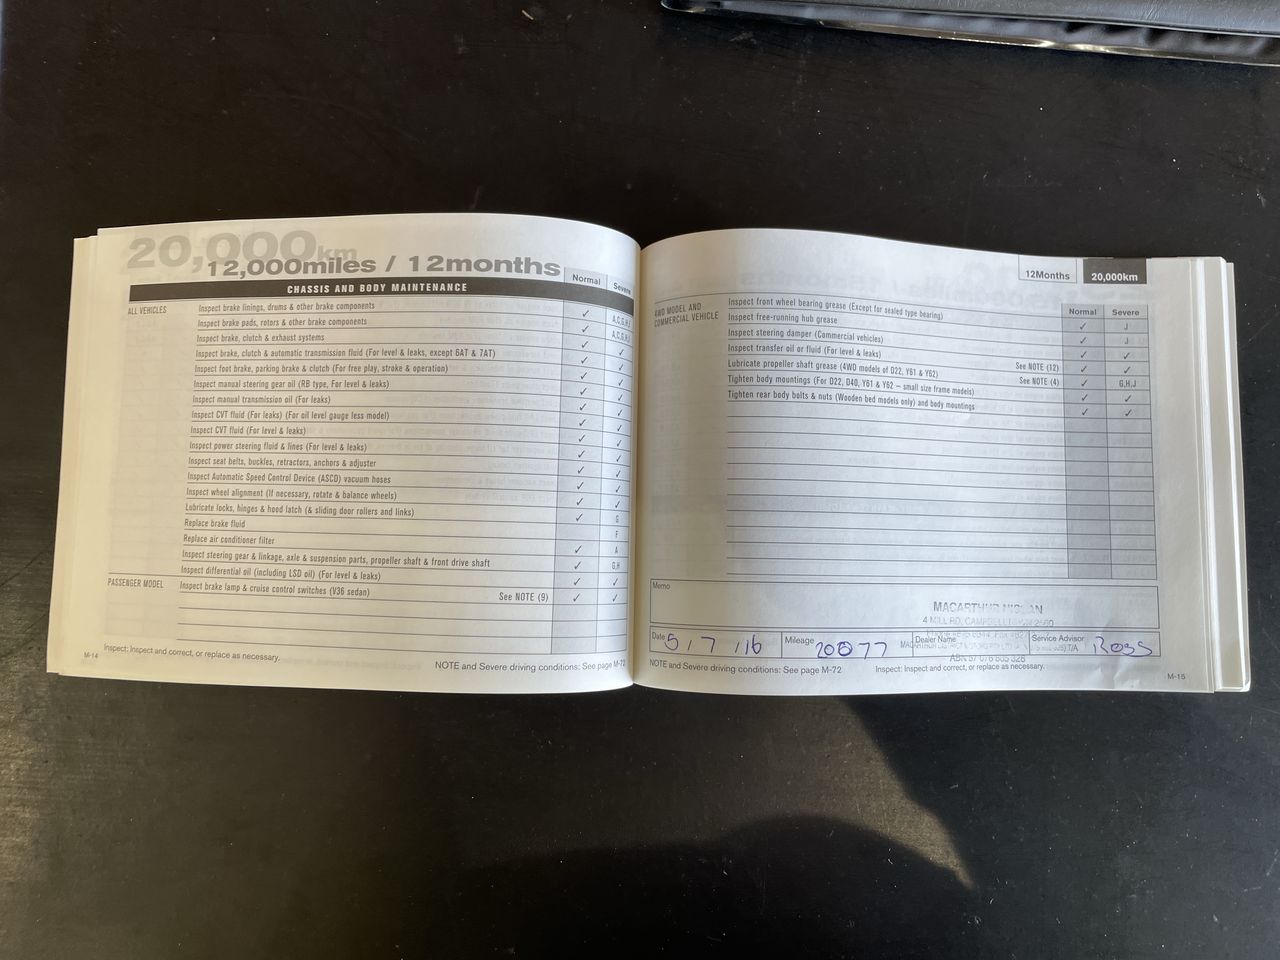 20,000km
12,000miles / 12months
CHASSIS AND BODY MAINTENANCE Normal Severe
ALL VEHICLES Inspect brake linings, drums & other brake components ✓ A,C,G,H,
Inspect brake pads, rotors & other brake components ✓ A,C,G,H,
Inspect brake, clutch & exhaust systems ✓ ✓
Inspect brake, clutch & automatic transmission fluid (For level & leaks, except 6AT & 7AT) ✓ ✓
Inspect foot brake, parking brake & clutch (For free play, stroke & operation) ✓ ✓
Inspect manual steering gear oil (RB type, For level & leaks) ✓ ✓
Inspect manual transmission oil (For leaks) ✓ ✓
Inspect CVT fluid (For leaks) (For oil level gauge less model) ✓ ✓
Inspect CVT fluid (For level & leaks) ✓ ✓
Inspect power steering fluid & lines (For level & leaks) ✓ ✓
Inspect seat belts, buckles, retractors, anchors & adjuster ✓ ✓
Inspect Automatic Speed Control Device (ASCD) vacuum hoses ✓ ✓
Inspect wheel alignment (If necessary, rotate & balance wheels) ✓ ✓
Lubricate locks, hinges & hood latch (& sliding door rollers and links) ✓ G
Replace brake fluid F
Replace air conditioner filter ✓ A
Inspect steering gear & linkage, axle & suspension parts, propeller shaft & front drive shaft ✓ G,H
Inspect differential oil (including LSD oil) (For level & leaks) ✓ ✓
PASSENGER MODEL Inspect brake lamp & cruise control switches (V36 sedan) See NOTE (9) ✓ ✓
Inspect: Inspect and correct, or replace as necessary.
M-14 NOTE and Severe driving conditions: See page M-72
12Months 20,000km
Normal Severe
4WD MODEL AND COMMERCIAL VEHICLE
Inspect front wheel bearing grease (Except for sealed type bearing) ✓ J
Inspect free-running hub grease ✓ J
Inspect steering damper (Commercial vehicles) ✓ ✓
Inspect transfer oil or fluid (For level & leaks) ✓ ✓
Lubricate propeller shaft grease (4WD models of D22, Y61 & Y62) See NOTE (12) ✓ G,H,J
Tighten body mountings (For D22, D40, Y61 & Y62 – small size frame models) See NOTE (4) ✓ ✓
Tighten rear body bolts & nuts (Wooden bed models only) and body mountings ✓ ✓
Memo
MACARTHUR NISSAN
4 MILL RD, CAMPBELLTOWN 2560
Date 5/7/16 Mileage 20877 Dealer Name Service Advisor Ross
ABN 57 076 805 328
NOTE and Severe driving conditions: See page M-72 Inspect: Inspect and correct, or replace as necessary.
M-15